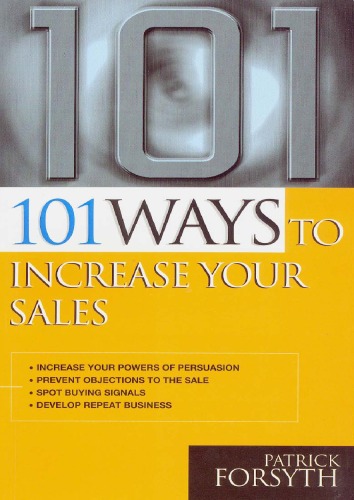 101
101 WAYS TO
INCREASE YOUR
SALES
• INCREASE YOUR POWERS OF PERSUASION
• PREVENT OBJECTIONS TO THE SALE
• SPOT BUYING SIGNALS
• DEVELOP REPEAT BUSINESS
PATRICK
FORSYTH